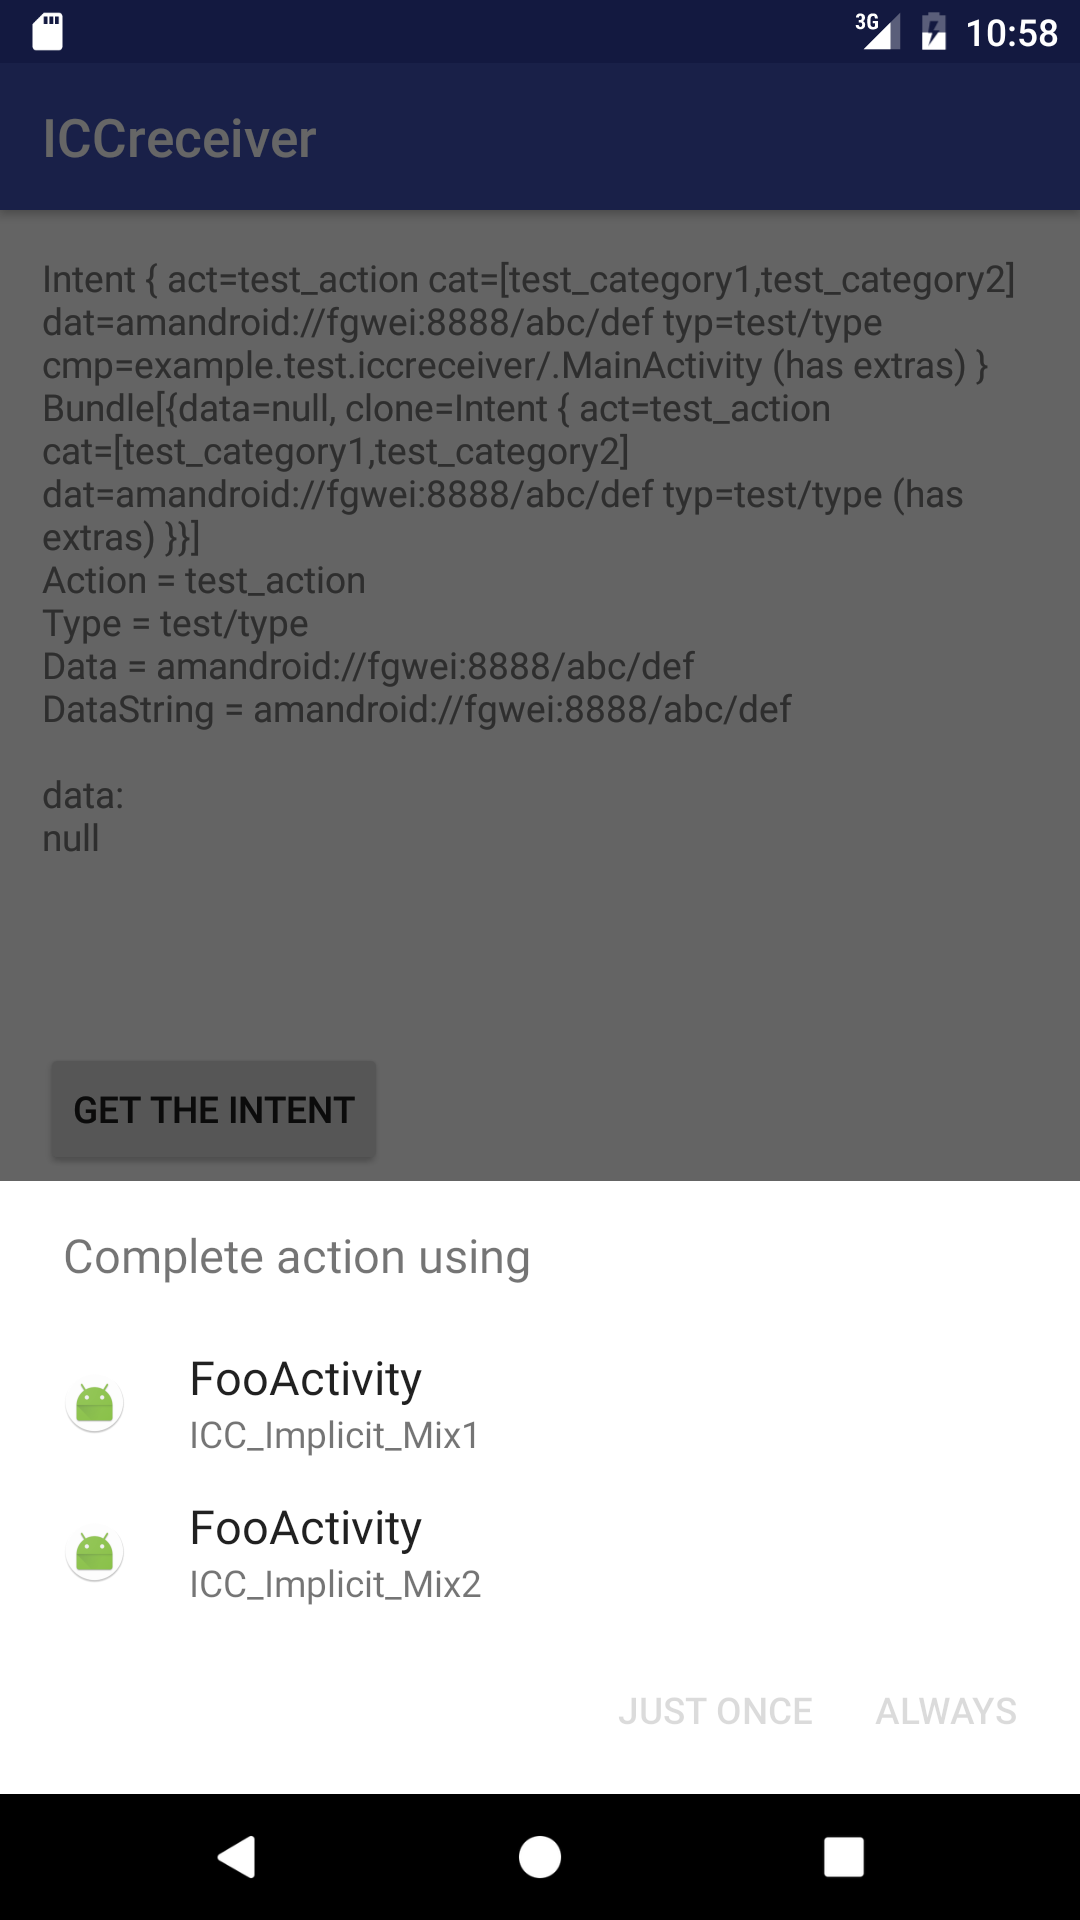 3G 10:58
ICCreceiver
Intent { act=test_action cat=[test_category1,test_category2]
dat=amandroid://fgwei:8888/abc/def typ=test/type
cmp=example.test.iccreceiver/.MainActivity (has extras) }
Bundle[{data=null, clone=Intent { act=test_action
cat=[test_category1,test_category2]
dat=amandroid://fgwei:8888/abc/def typ=test/type (has
extras) }}]
Action = test_action
Type = test/type
Data = amandroid://fgwei:8888/abc/def
DataString = amandroid://fgwei:8888/abc/def
data:
null
GET THE INTENT
Complete action using
FooActivity
ICC_Implicit_Mix1
FooActivity
ICC_Implicit_Mix2
JUST ONCE ALWAYS